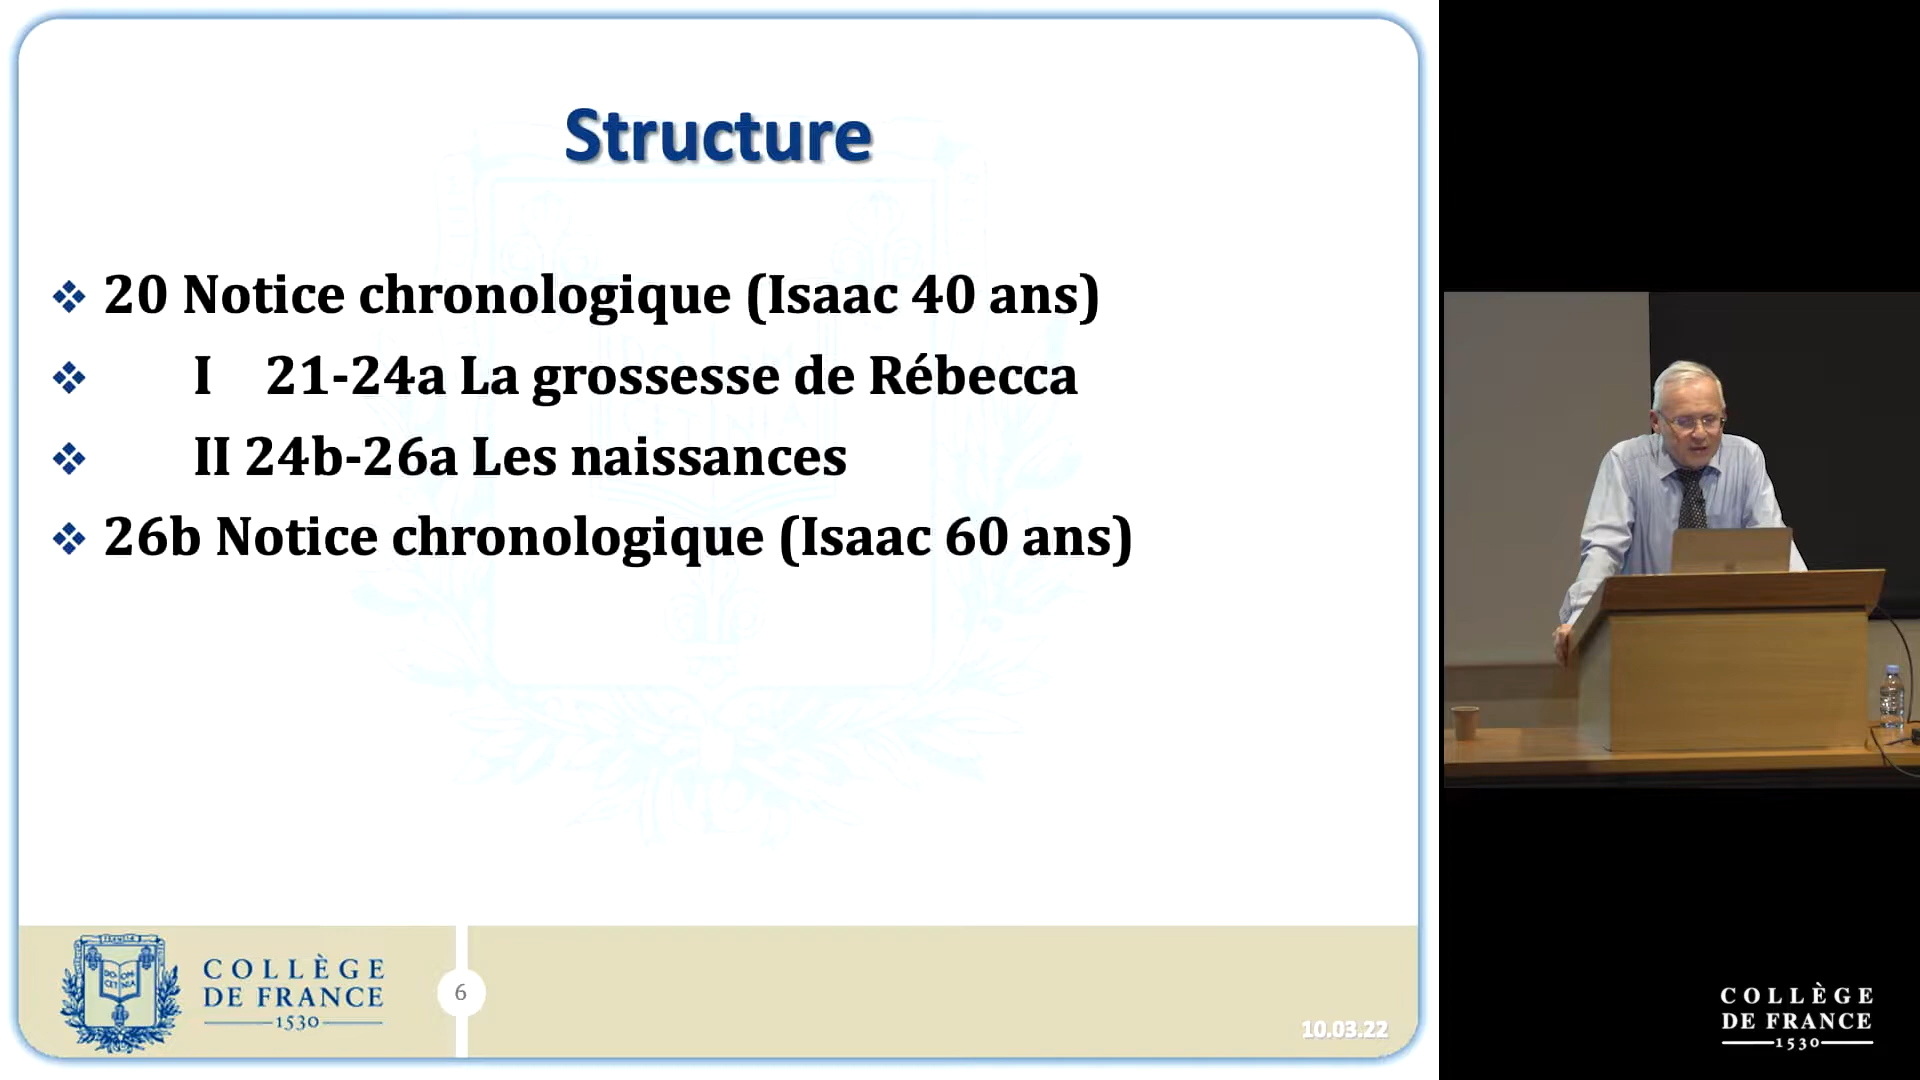 Structure
❖ 20 Notice chronologique (Isaac 40 ans)
❖ I 21-24a La grossesse de Rébecca
❖ II 24b-26a Les naissances
❖ 26b Notice chronologique (Isaac 60 ans)
COLLÈGE
DE FRANCE
1530
6
10.03.22
COLLÈGE
DE FRANCE
1530